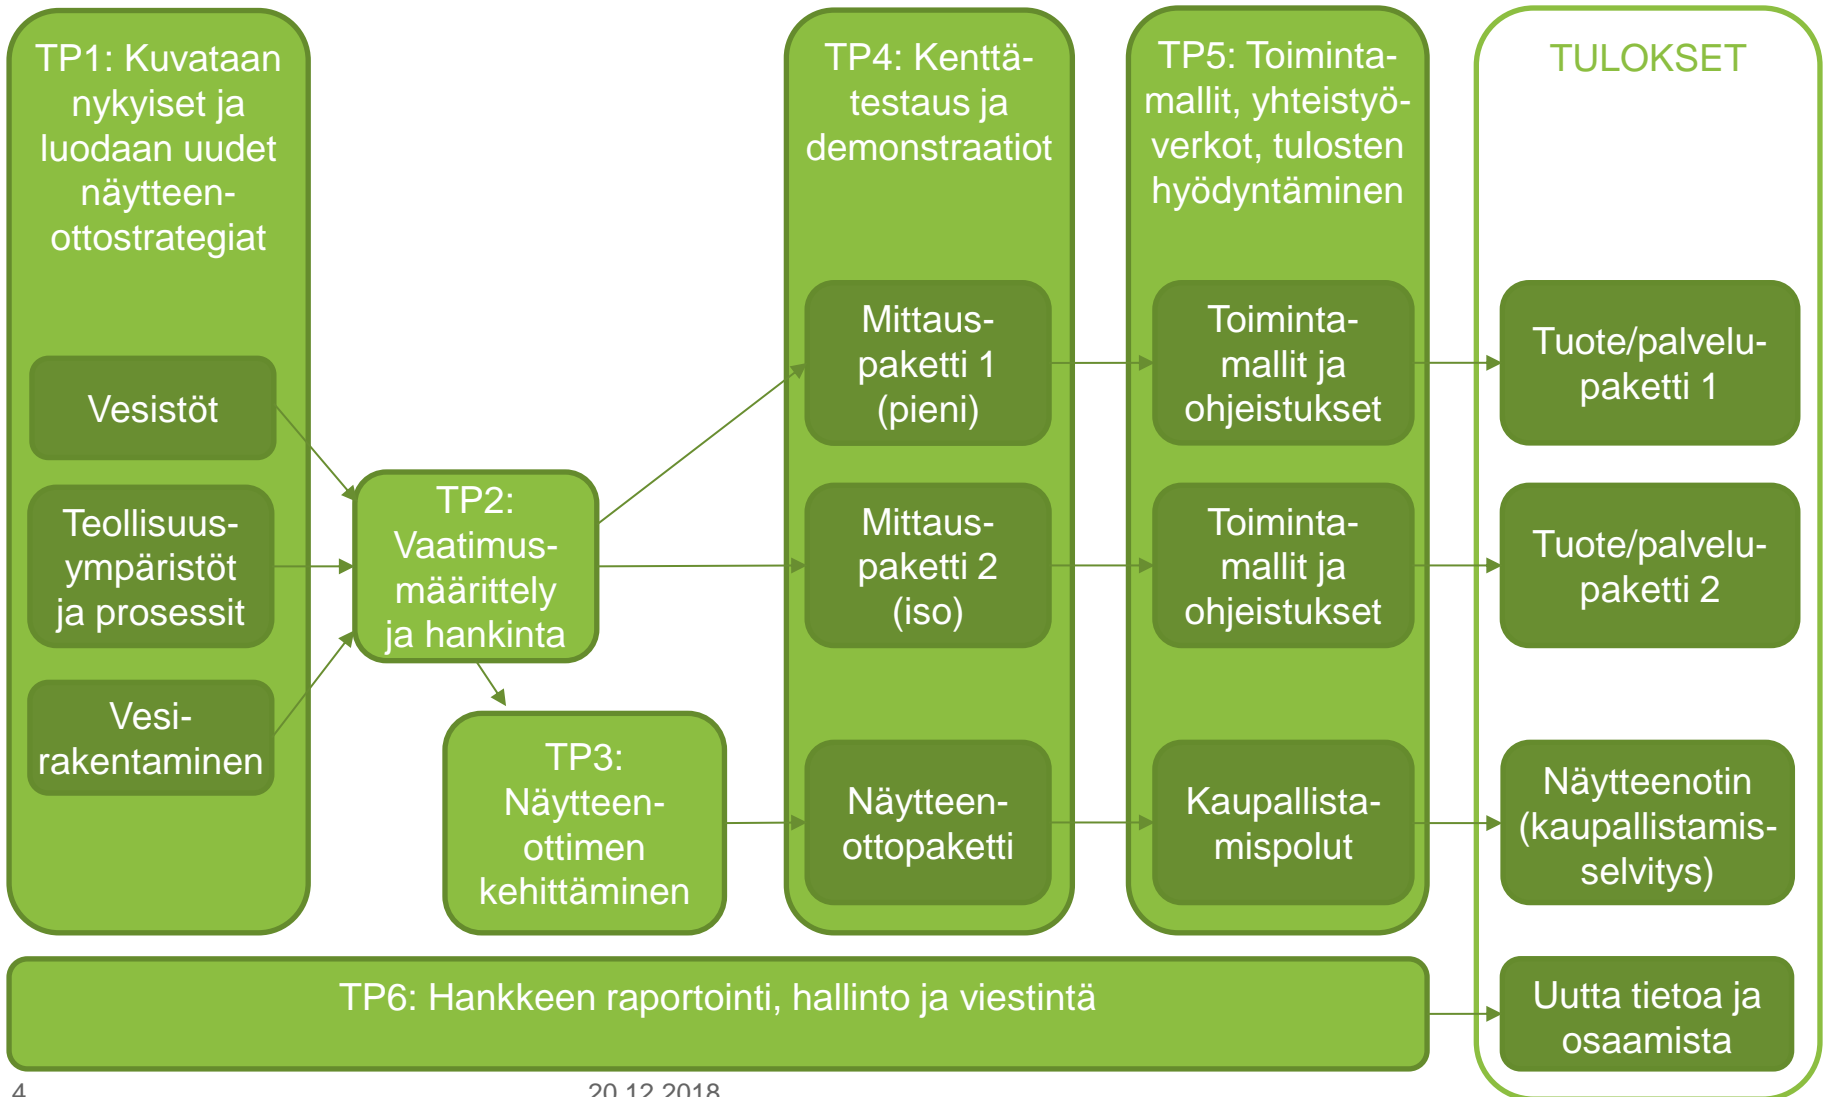 TP1: Kuvataan
nykyiset ja
luodaan uudet
näytteen-
ottostrategiat
Vesistöt
Teollisuus-
ympäristöt
ja prosessit
Vesi-
rakentaminen
TP2:
Vaatimus-
määrittely
ja hankinta
TP3:
Näytteen-
ottimen
kehittäminen
TP4: Kenttä-
testaus ja
demonstraatiot
Mittaus-
paketti 1
(pieni)
Mittaus-
paketti 2
(iso)
Näytteen-
ottopaketti
TP5: Toiminta-
mallit, yhteistyö-
verkot, tulosten
hyödyntäminen
Toiminta-
mallit ja
ohjeistukset
Toiminta-
mallit ja
ohjeistukset
Kaupallista-
mispolut
TULOKSET
Tuote/palvelu-
paketti 1
Tuote/palvelu-
paketti 2
Näytteenotin
(kaupallistamis-
selvitys)
Uutta tietoa ja
osaamista
TP6: Hankkeen raportointi, hallinto ja viestintä
4
20.12.2018